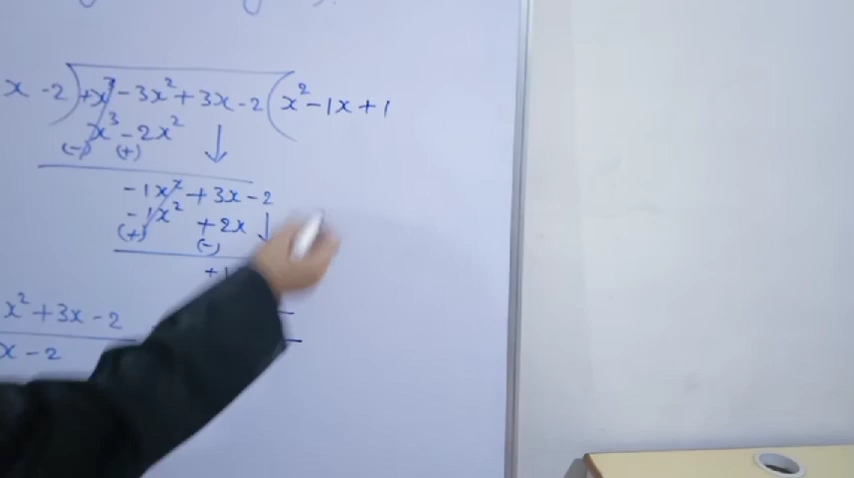 x - 2) +x³ - 3x² + 3x - 2 (x² - 1x + 1
x³ - 2x²
(-) (+)
- 1x² + 3x - 2
- 1x² + 2x
(+) (-)
+1
x² + 3x - 2
x - 2